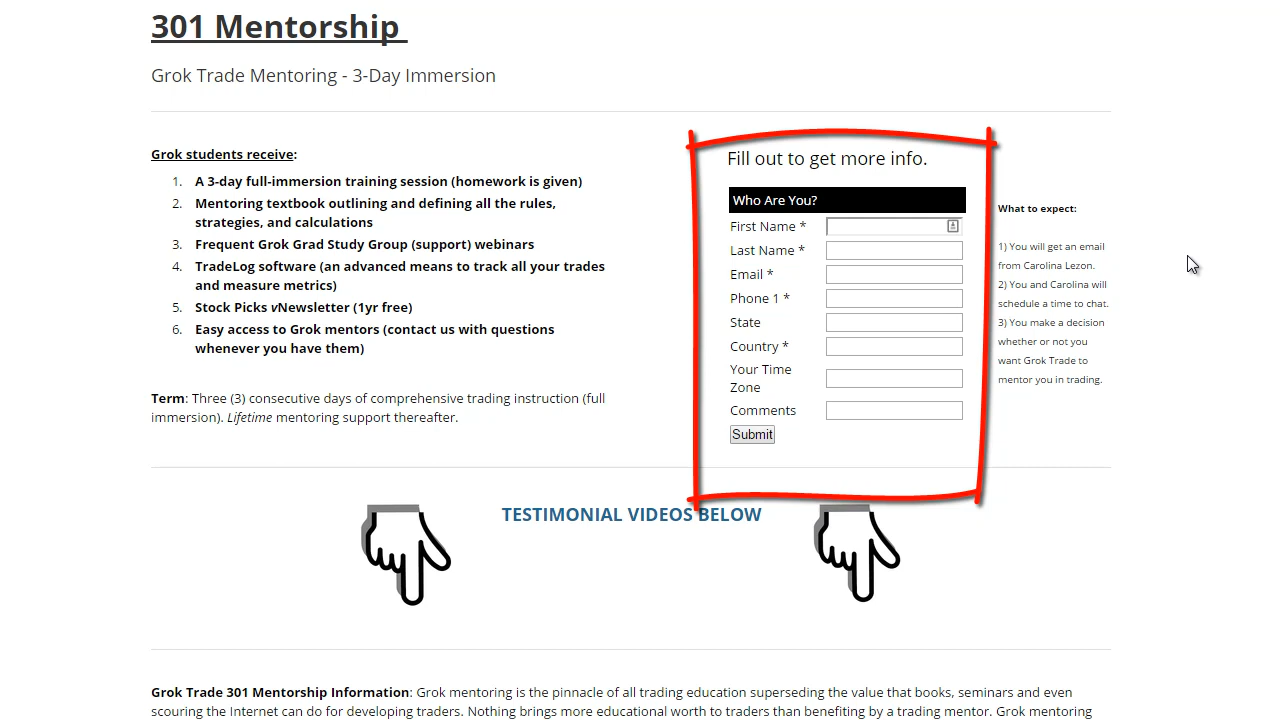 301 Mentorship
Grok Trade Mentoring - 3-Day Immersion
Grok students receive:
1. A 3-day full-immersion training session (homework is given)
2. Mentoring textbook outlining and defining all the rules,
strategies, and calculations
3. Frequent Grok Grad Study Group (support) webinars
4. TradeLog software (an advanced means to track all your trades
and measure metrics)
5. Stock Picks vNewsletter (1yr free)
6. Easy access to Grok mentors (contact us with questions
whenever you have them)
Term: Three (3) consecutive days of comprehensive trading instruction (full
immersion). Lifetime mentoring support thereafter.
Fill out to get more info.
Who Are You?
First Name *
Last Name *
Email *
Phone 1 *
State
Country *
Your Time
Zone
Comments
Submit
What to expect:
1) You will get an email
from Carolina Lezon.
2) You and Carolina will
schedule a time to chat.
3) You make a decision
whether or not you
want Grok Trade to
mentor you in trading.
TESTIMONIAL VIDEOS BELOW
Grok Trade 301 Mentorship Information: Grok mentoring is the pinnacle of all trading education superseding the value that books, seminars and even
scouring the Internet can do for developing traders. Nothing brings more educational worth to traders than benefiting by a trading mentor. Grok mentoring